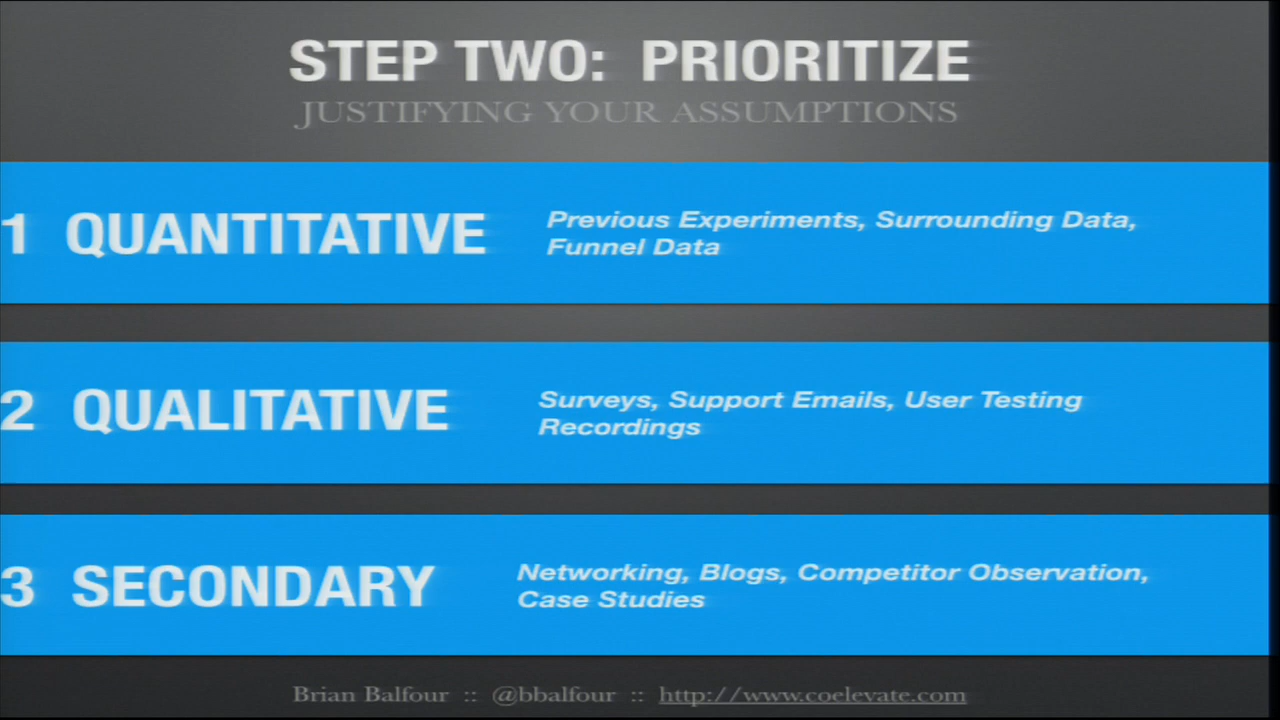 STEP TWO: PRIORITIZE
JUSTIFYING YOUR ASSUMPTIONS
1 QUANTITATIVE
Previous Experiments, Surrounding Data,
Funnel Data
2 QUALITATIVE
Surveys, Support Emails, User Testing
Recordings
3 SECONDARY
Networking, Blogs, Competitor Observation,
Case Studies
Brian Balfour :: @bbalfour :: http://www.coelevate.com